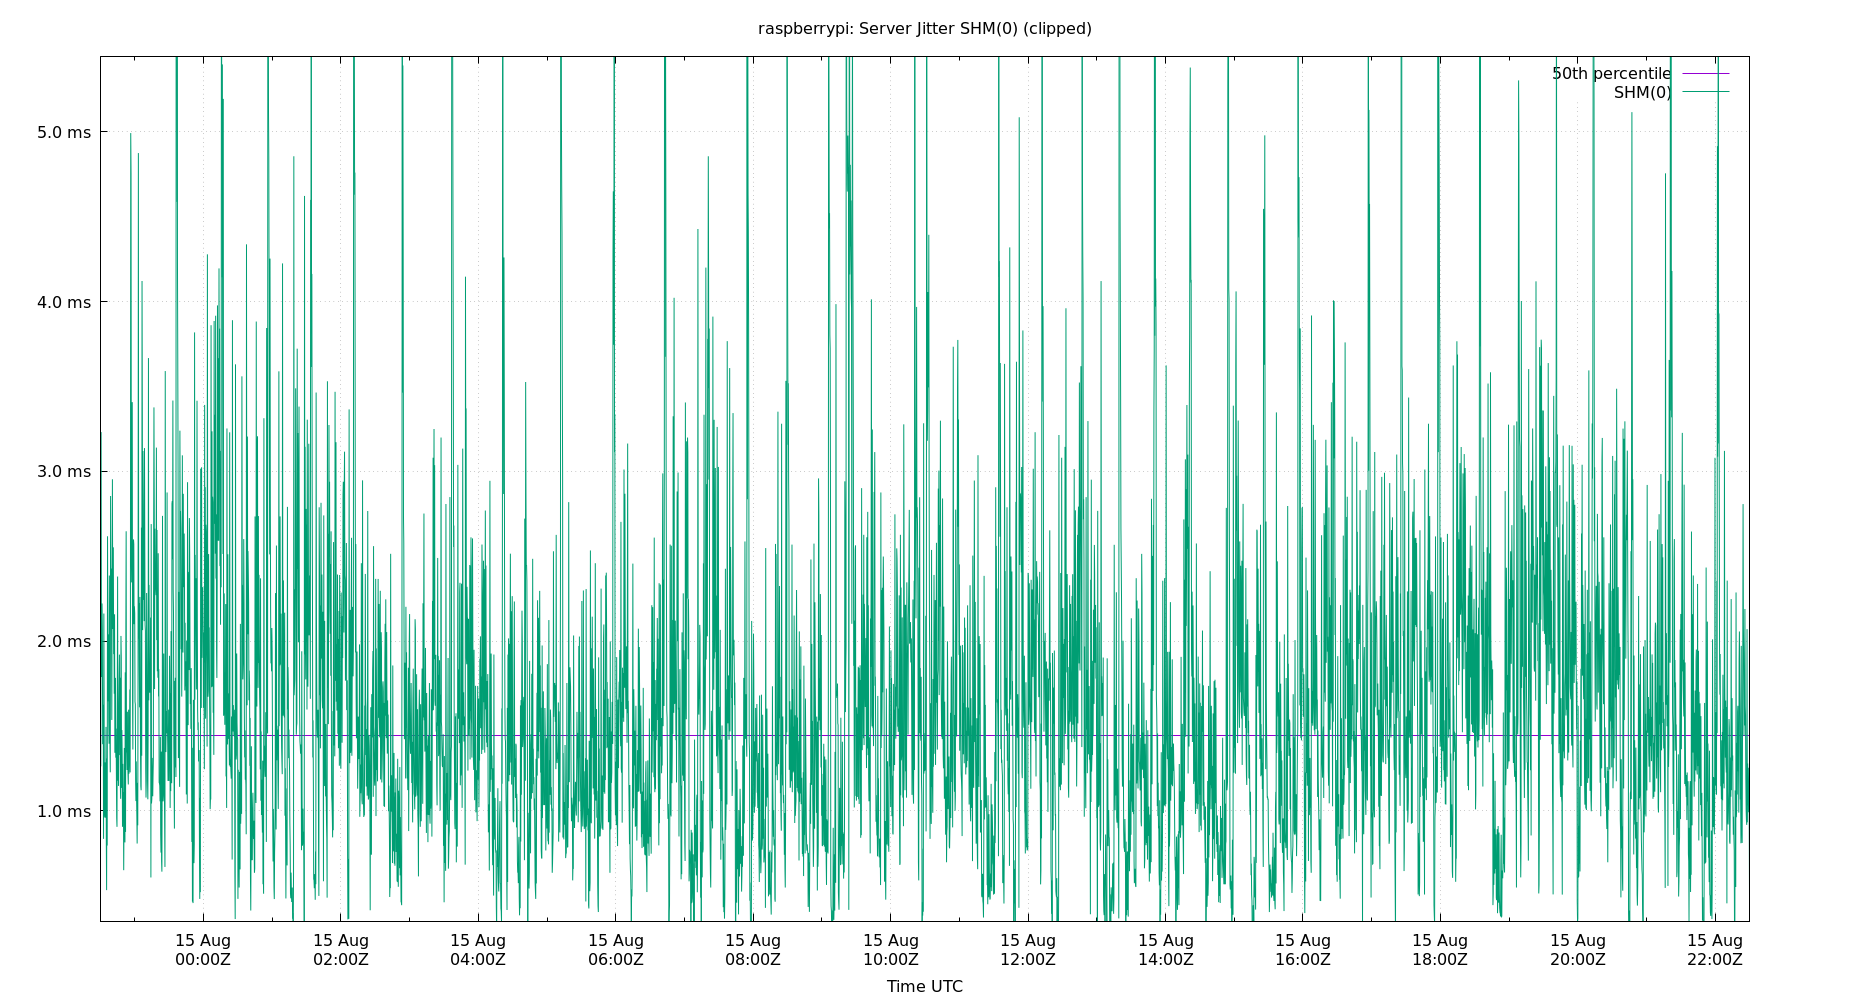 raspberrypi: Server Jitter SHM(0) (clipped)
50th percentile
SHM(0)
5.0 ms
4.0 ms
3.0 ms
2.0 ms
1.0 ms
15 Aug 15 Aug 15 Aug 15 Aug 15 Aug 15 Aug 15 Aug 15 Aug 15 Aug 15 Aug 15 Aug 15 Aug
00:00Z 02:00Z 04:00Z 06:00Z 08:00Z 10:00Z 12:00Z 14:00Z 16:00Z 18:00Z 20:00Z 22:00Z
Time UTC